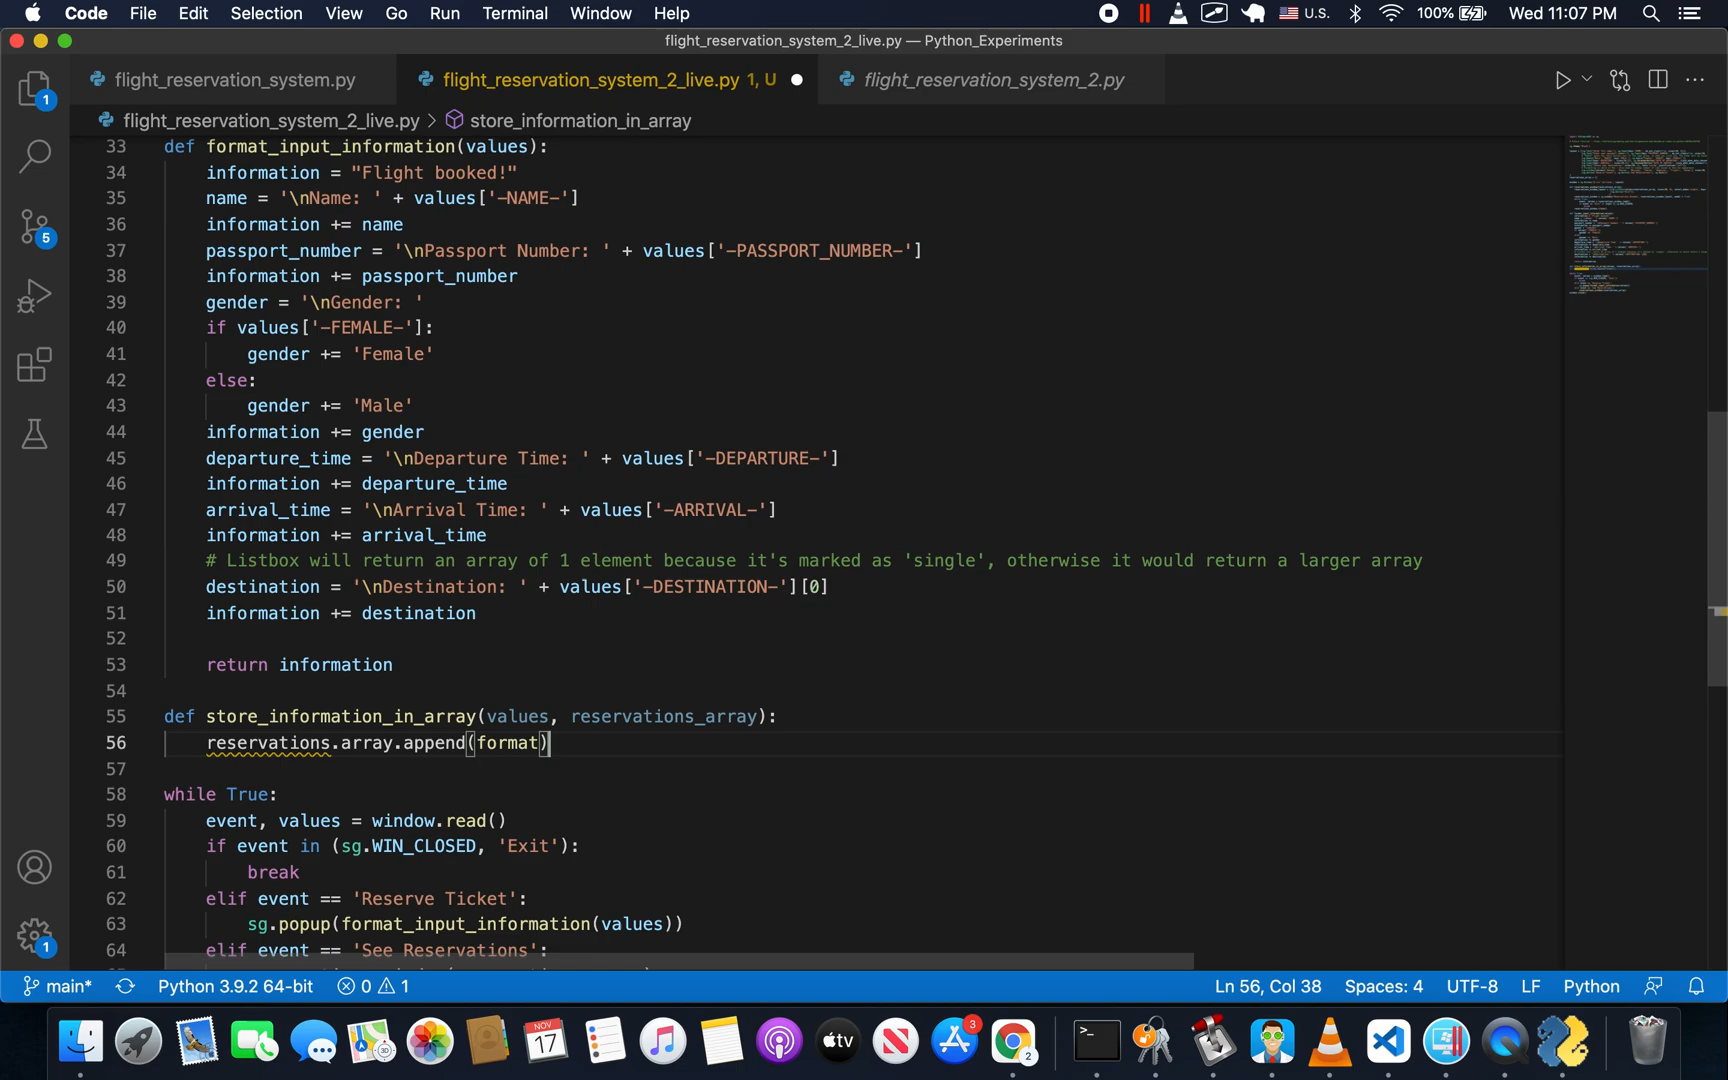 Code File Edit Selection View Go Run Terminal Window Help U.S. 100% Wed 11:07 PM
flight_reservation_system_2_live.py — Python_Experiments
flight_reservation_system.py flight_reservation_system_2_live.py 1, U flight_reservation_system_2.py
flight_reservation_system_2_live.py > store_information_in_array
33 def format_input_information(values):
34 information = "Flight booked!"
35 name = '\nName: ' + values['-NAME-']
36 information += name
37 passport_number = '\nPassport Number: ' + values['-PASSPORT_NUMBER-']
38 information += passport_number
39 gender = '\nGender: '
40 if values['-FEMALE-']:
41 gender += 'Female'
42 else:
43 gender += 'Male'
44 information += gender
45 departure_time = '\nDeparture Time: ' + values['-DEPARTURE-']
46 information += departure_time
47 arrival_time = '\nArrival Time: ' + values['-ARRIVAL-']
48 information += arrival_time
49 # Listbox will return an array of 1 element because it's marked as 'single', otherwise it would return a larger array
50 destination = '\nDestination: ' + values['-DESTINATION-'][0]
51 information += destination
52
53 return information
54
55 def store_information_in_array(values, reservations_array):
56 reservations.array.append(format)
57
58 while True:
59 event, values = window.read()
60 if event in (sg.WIN_CLOSED, 'Exit'):
61 break
62 elif event == 'Reserve Ticket':
63 sg.popup(format_input_information(values))
64 elif event == 'See Reservations':
1
5
1
main* Python 3.9.2 64-bit 0 1 Ln 56, Col 38 Spaces: 4 UTF-8 LF Python
NOV
17
tv
3
2
>_